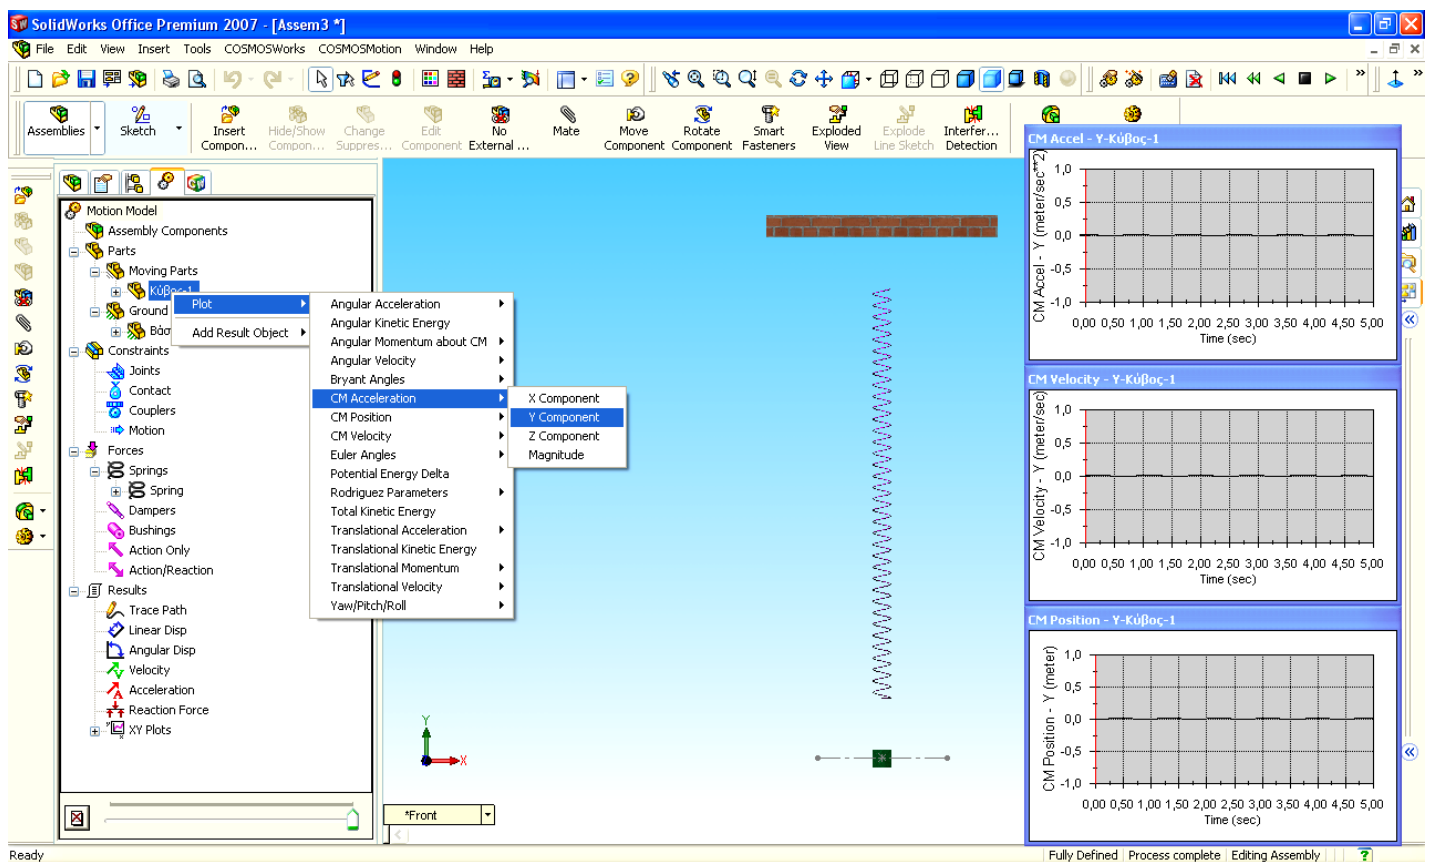 SolidWorks Office Premium 2007 - [Assem3 *]
File Edit View Insert Tools COSMOSWorks COSMOSMotion Window Help
Assemblies
Sketch
Insert Compon...
Hide/Show Compon...
Change Suppres...
Edit Component
No External ...
Mate
Move Component
Rotate Component
Smart Fasteners
Exploded View
Explode Line Sketch
Interfer... Detection
Motion Model
Assembly Components
Parts
Moving Parts
Κύβος-1
Ground
Βάσ
Constraints
Joints
Contact
Couplers
Motion
Forces
Springs
Spring
Dampers
Bushings
Action Only
Action/Reaction
Results
Trace Path
Linear Disp
Angular Disp
Velocity
Acceleration
Reaction Force
XY Plots
Plot
Add Result Object
Angular Acceleration
Angular Kinetic Energy
Angular Momentum about CM
Angular Velocity
Bryant Angles
CM Acceleration
CM Position
CM Velocity
Euler Angles
Potential Energy Delta
Rodriguez Parameters
Total Kinetic Energy
Translational Acceleration
Translational Kinetic Energy
Translational Momentum
Translational Velocity
Yaw/Pitch/Roll
X Component
Y Component
Z Component
Magnitude
Y
X
*Front
CM Accel - Y-Κύβος-1
CM Accel - Y (meter/sec**2)
1,0
0,5
0,0
-0,5
-1,0
0,00 0,50 1,00 1,50 2,00 2,50 3,00 3,50 4,00 4,50 5,00
Time (sec)
CM Velocity - Y-Κύβος-1
CM Velocity - Y (meter/sec)
1,0
0,5
0,0
-0,5
-1,0
0,00 0,50 1,00 1,50 2,00 2,50 3,00 3,50 4,00 4,50 5,00
Time (sec)
CM Position - Y-Κύβος-1
CM Position - Y (meter)
1,0
0,5
0,0
-0,5
-1,0
0,00 0,50 1,00 1,50 2,00 2,50 3,00 3,50 4,00 4,50 5,00
Time (sec)
Ready
Fully Defined Process complete Editing Assembly